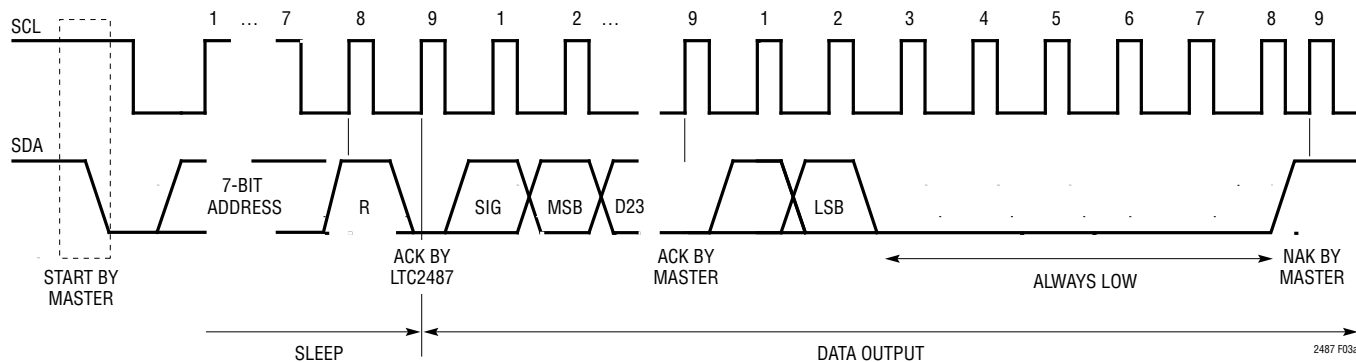 1 … 7 8 9 1 2 … 9 1 2 3 4 5 6 7 8 9
SCL
SDA
7-BIT
ADDRESS
R
SIG
MSB
D23
LSB
START BY
MASTER
ACK BY
LTC2487
ACK BY
MASTER
ALWAYS LOW
NAK BY
MASTER
SLEEP
DATA OUTPUT
2487 F03a